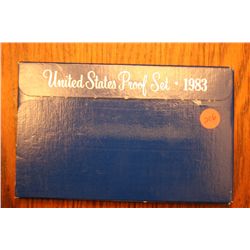 United States Proof Set • 1983